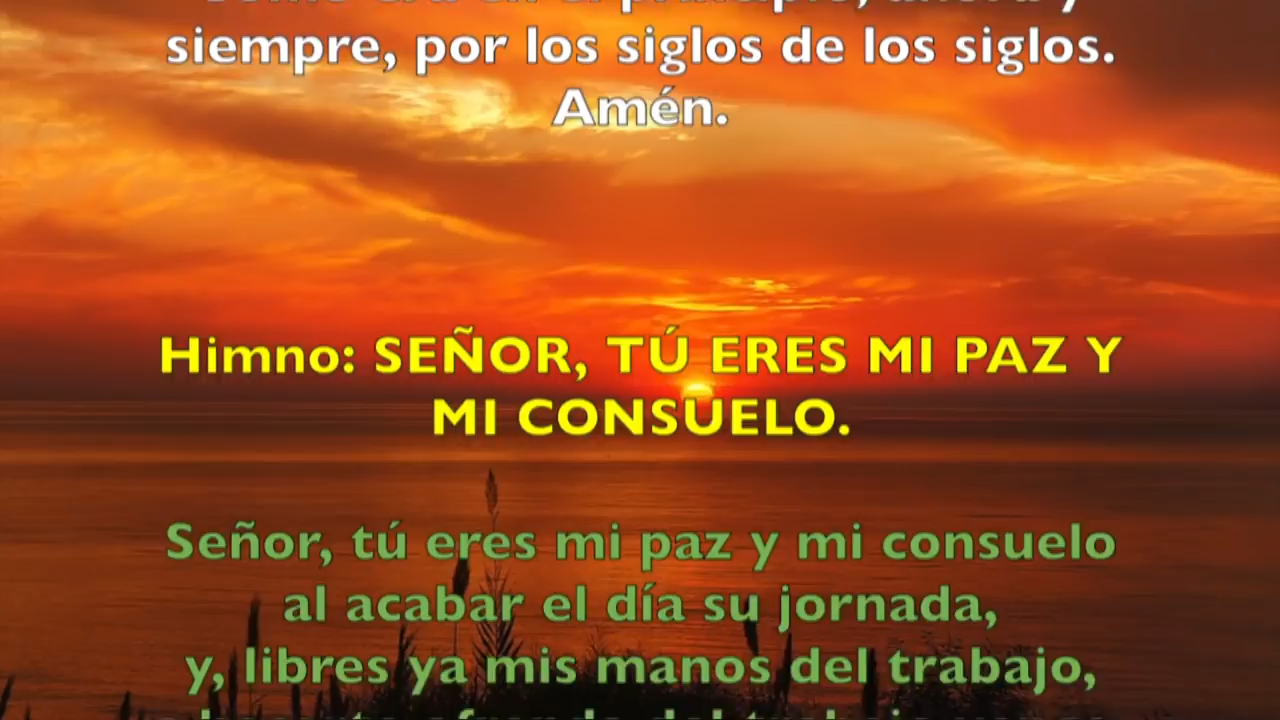 siempre, por los siglos de los siglos.
Amén.
Himno: SEÑOR, TÚ ERES MI PAZ Y
MI CONSUELO.
Señor, tú eres mi paz y mi consuelo
al acabar el día su jornada,
y, libres ya mis manos del trabajo,